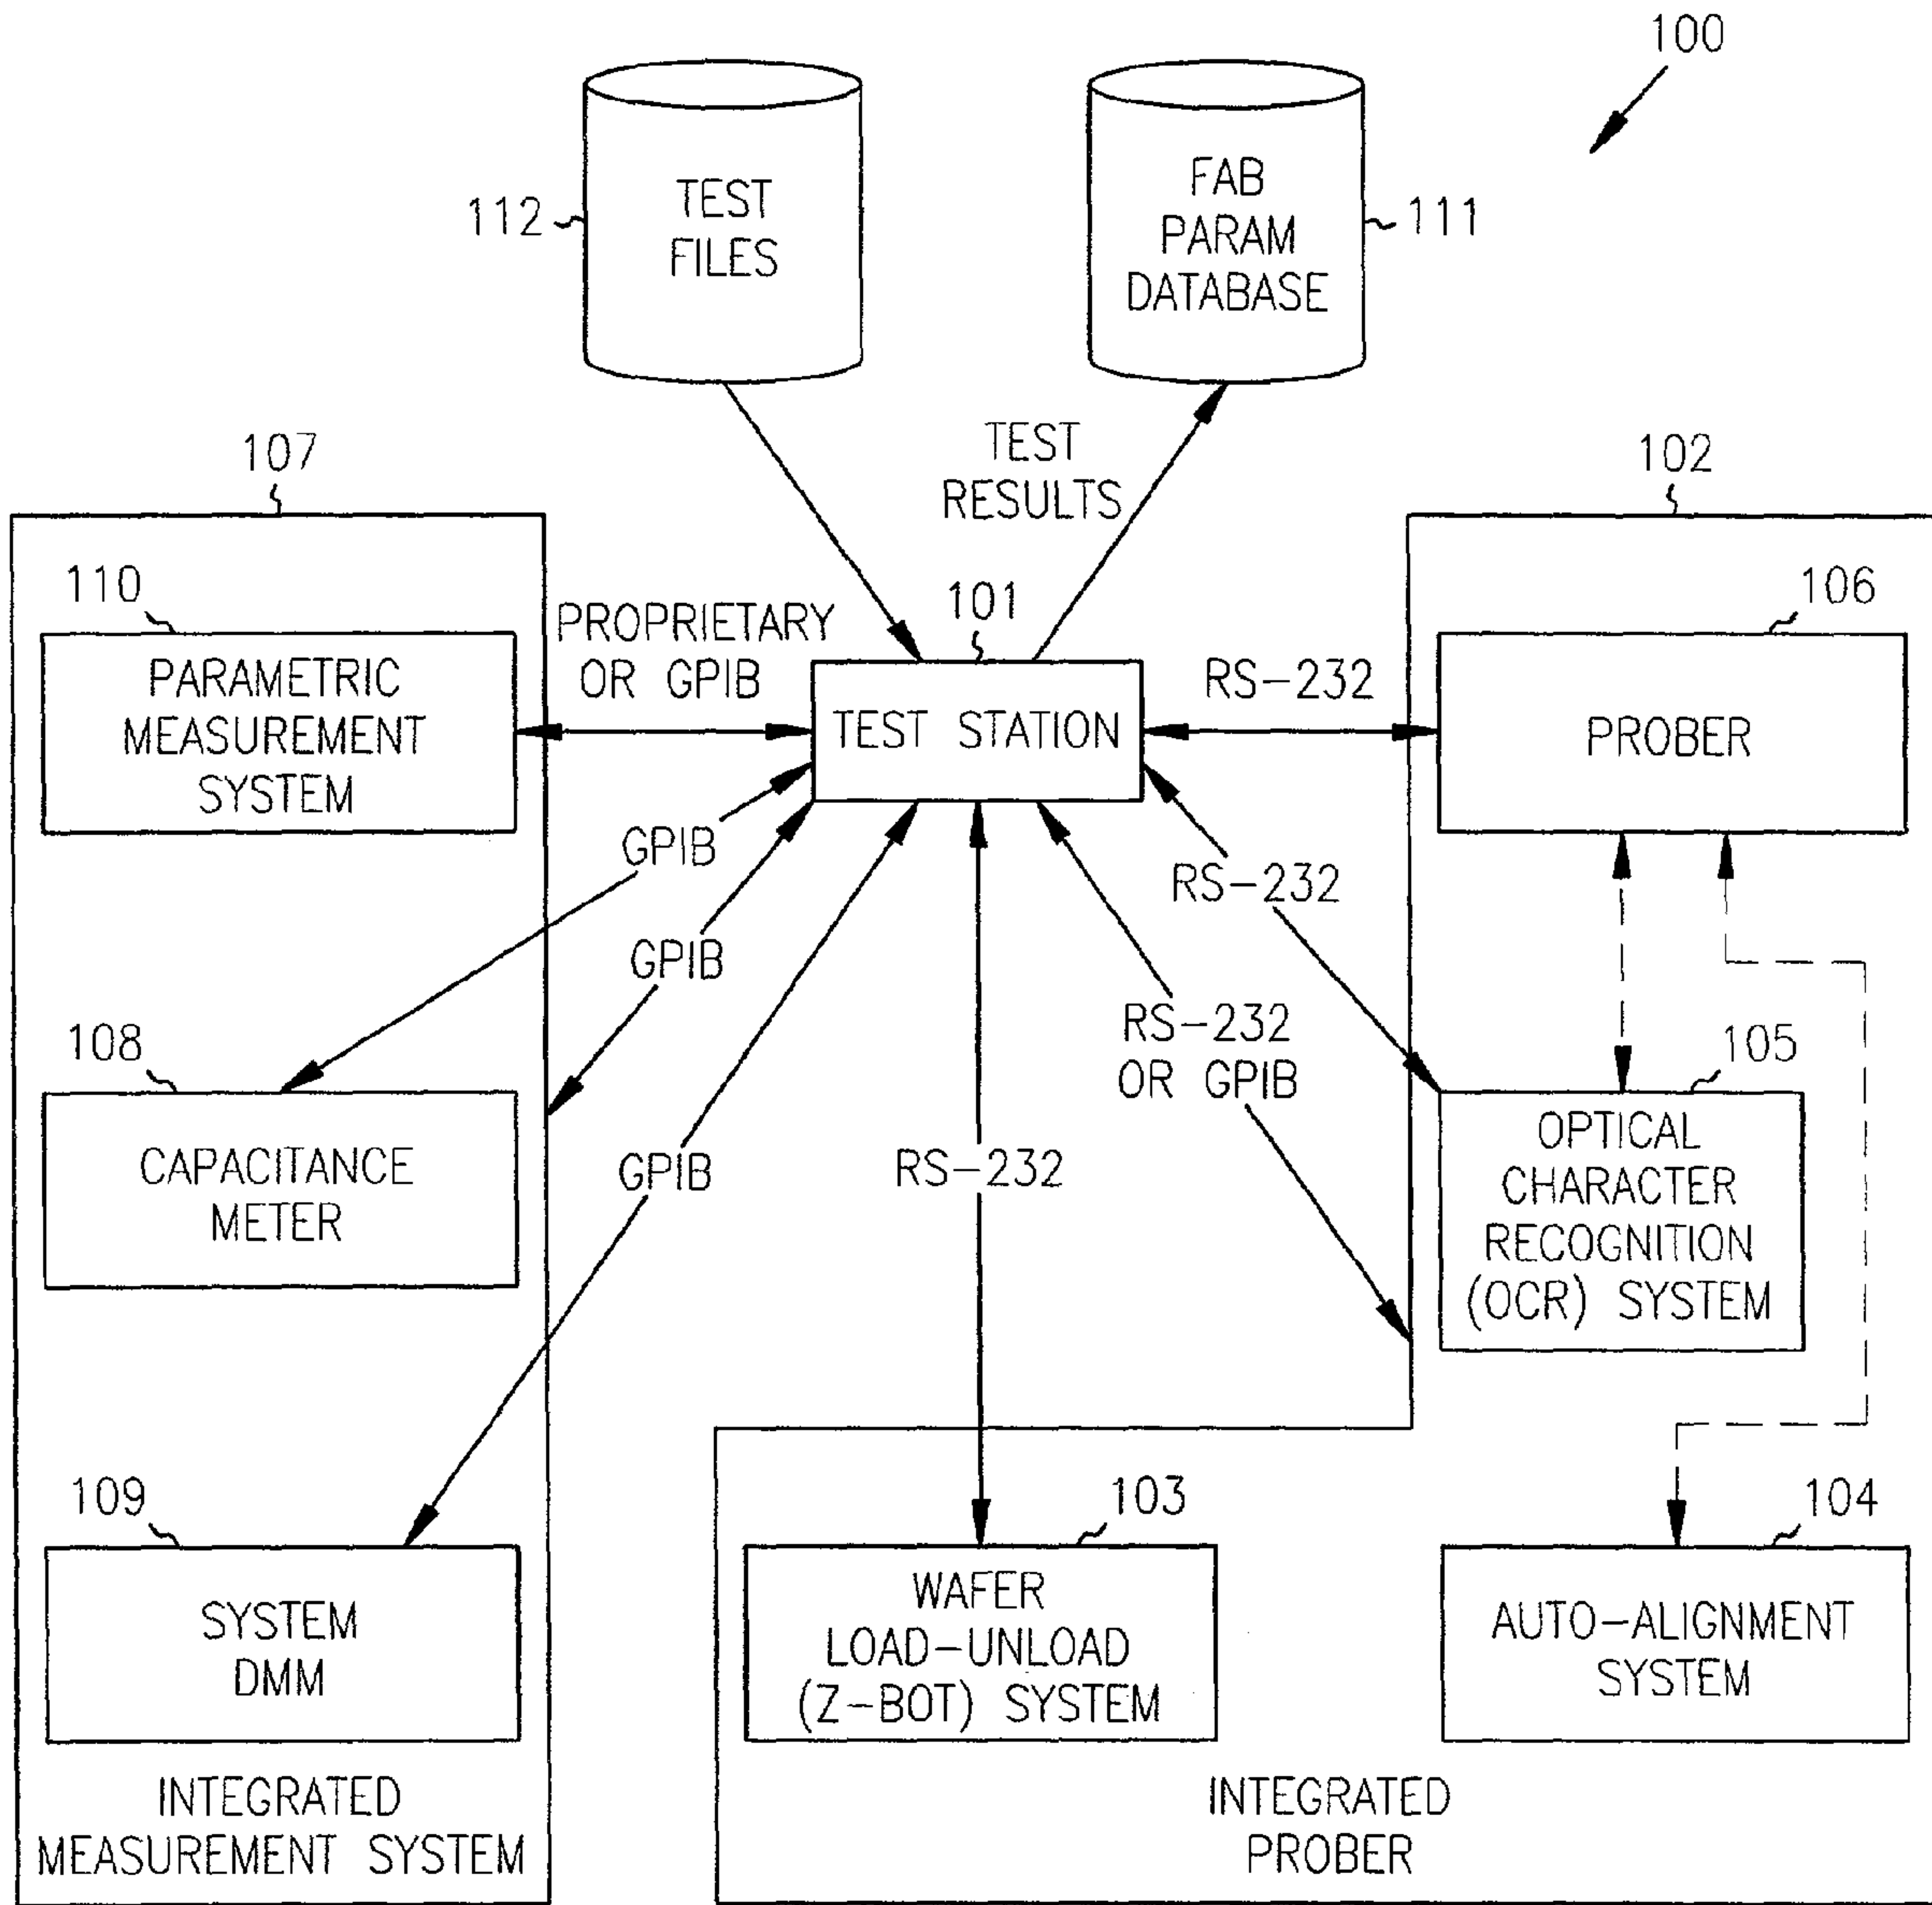 100
TEST
FILES
112
FAB
PARAM
DATABASE
111
TEST
RESULTS
107
102
110
PARAMETRIC
MEASUREMENT
SYSTEM
PROPRIETARY
OR GPIB
101
TEST STATION
RS-232
106
PROBER
GPIB
RS-232
GPIB
RS-232
OR GPIB
108
CAPACITANCE
METER
GPIB
RS-232
105
OPTICAL
CHARACTER
RECOGNITION
(OCR) SYSTEM
109
SYSTEM
DMM
103
WAFER
LOAD-UNLOAD
(Z-BOT) SYSTEM
104
AUTO-ALIGNMENT
SYSTEM
INTEGRATED
MEASUREMENT SYSTEM
INTEGRATED
PROBER